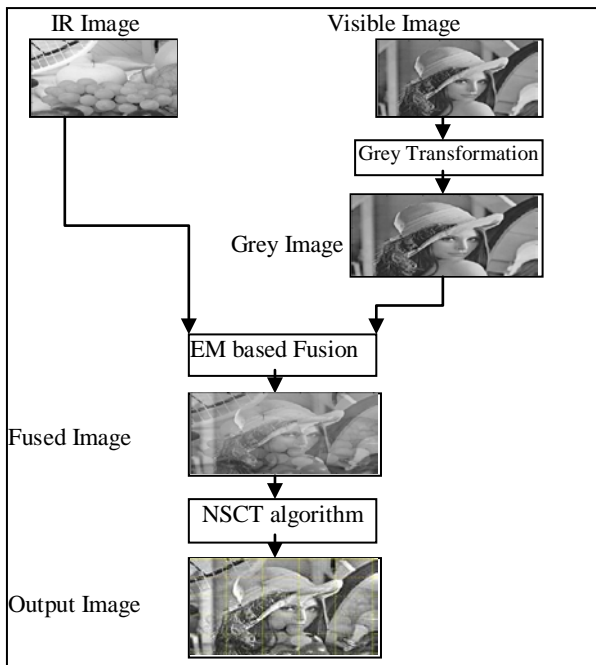 IR Image
Visible Image
Grey Transformation
Grey Image
EM based Fusion
Fused Image
NSCT algorithm
Output Image